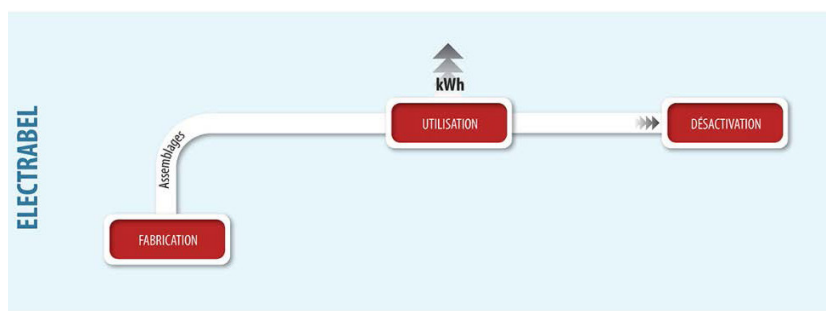 ELECTRABEL
kWh
UTILISATION
DÉSACTIVATION
Assemblages
FABRICATION